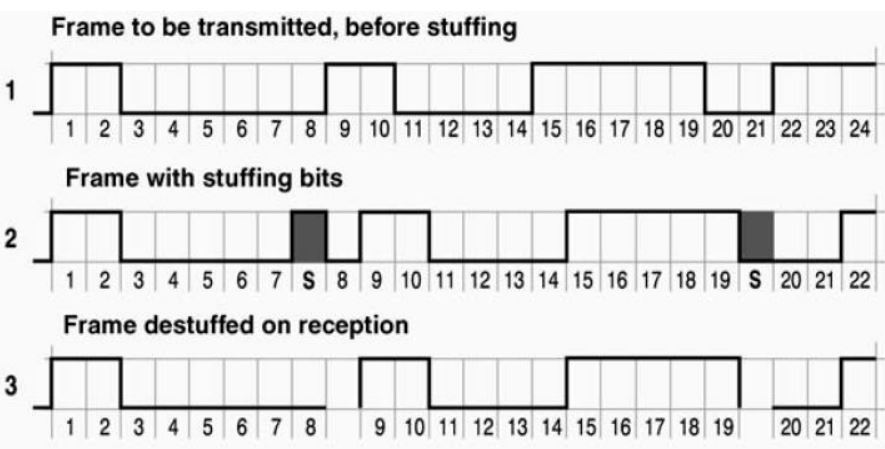 Frame to be transmitted, before stuffing
1
1 2 3 4 5 6 7 8 9 10 11 12 13 14 15 16 17 18 19 20 21 22 23 24
Frame with stuffing bits
2
1 2 3 4 5 6 7 S 8 9 10 11 12 13 14 15 16 17 18 19 S 20 21 22
Frame destuffed on reception
3
1 2 3 4 5 6 7 8 9 10 11 12 13 14 15 16 17 18 19 20 21 22